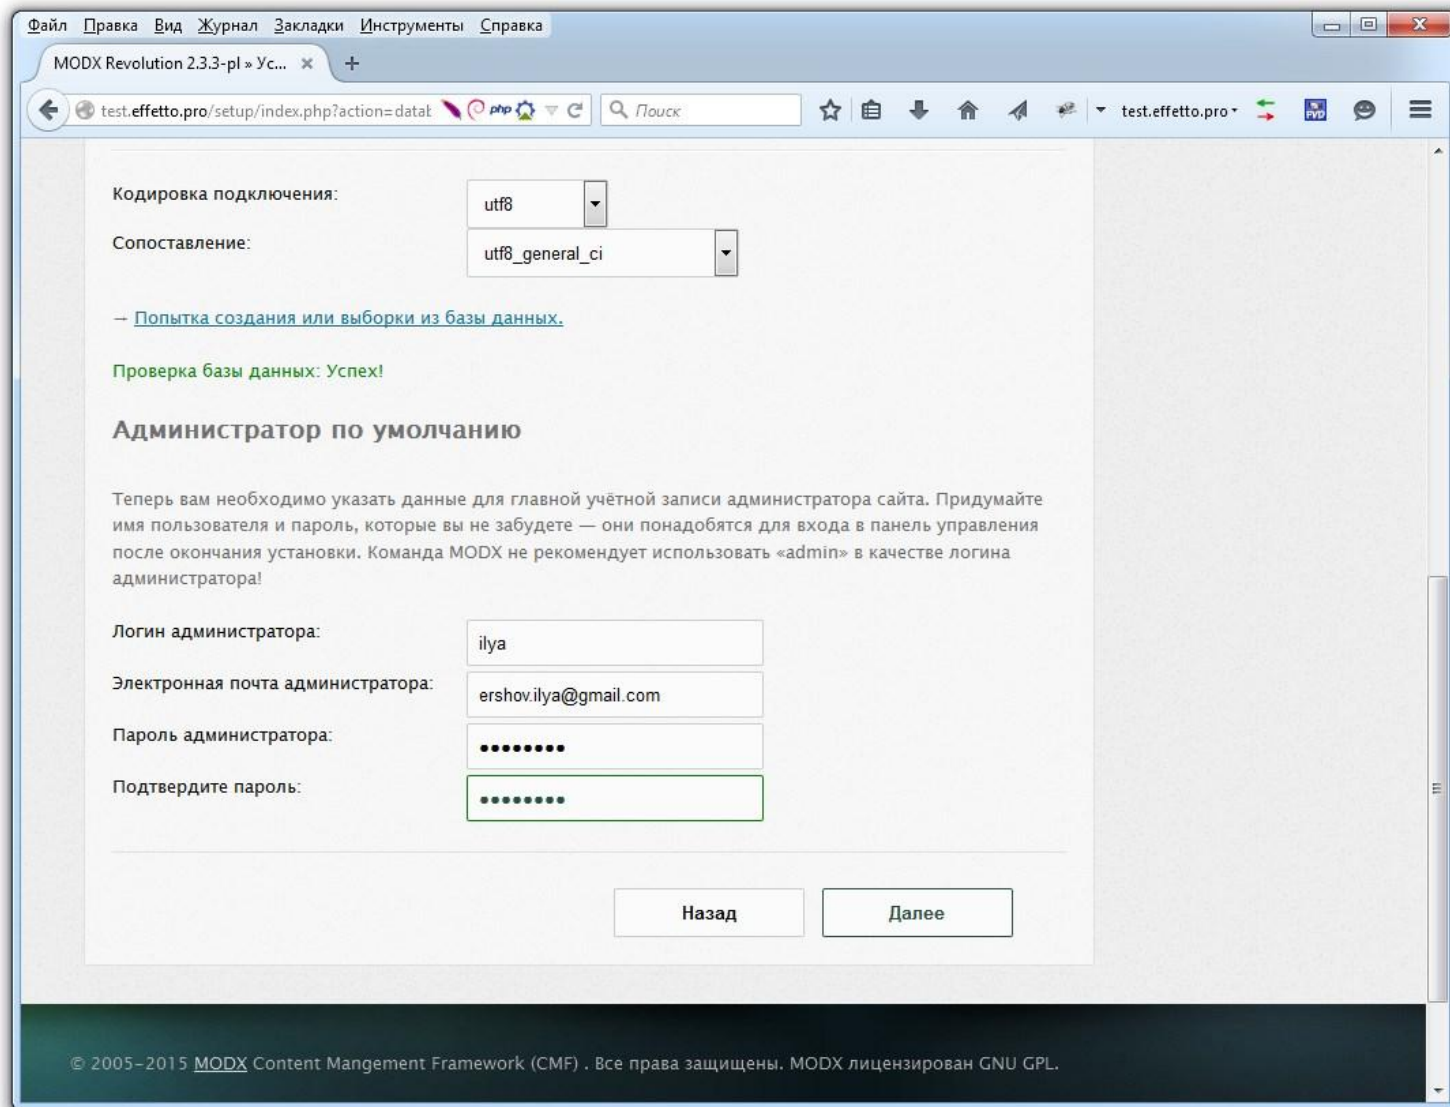 Файл Правка Вид Журнал Закладки Инструменты Справка
MODX Revolution 2.3.3-pl » Ус... × +
test.effetto.pro/setup/index.php?action=datab php Поиск test.effetto.pro PVD
Кодировка подключения: utf8
Сопоставление: utf8_general_ci
→ Попытка создания или выборки из базы данных.
Проверка базы данных: Успех!
Администратор по умолчанию
Теперь вам необходимо указать данные для главной учётной записи администратора сайта. Придумайте
имя пользователя и пароль, которые вы не забудете — они понадобятся для входа в панель управления
после окончания установки. Команда MODX не рекомендует использовать «admin» в качестве логина
администратора!
Логин администратора: ilya
Электронная почта администратора: ershov.ilya@gmail.com
Пароль администратора: ••••••••
Подтвердите пароль: ••••••••
Назад Далее
© 2005-2015 MODX Content Mangement Framework (CMF) . Все права защищены. MODX лицензирован GNU GPL.